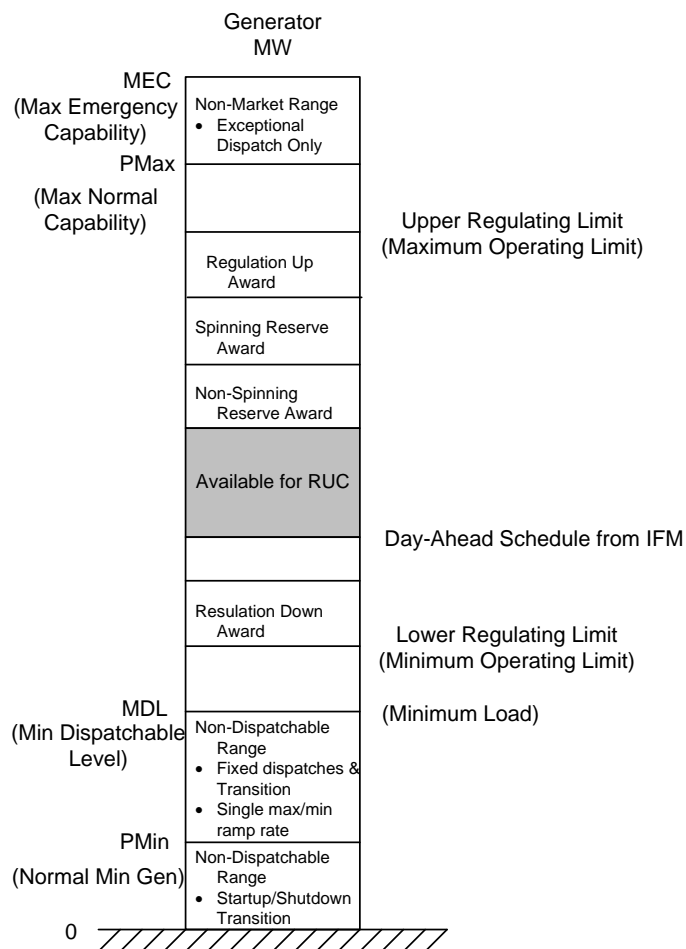 Generator
MW
MEC
(Max Emergency
Capability)
Non-Market Range
• Exceptional
Dispatch Only
PMax
(Max Normal
Capability)
Upper Regulating Limit
(Maximum Operating Limit)
Regulation Up
Award
Spinning Reserve
Award
Non-Spinning
Reserve Award
Available for RUC
Day-Ahead Schedule from IFM
Resulation Down
Award
Lower Regulating Limit
(Minimum Operating Limit)
MDL
(Min Dispatchable
Level)
(Minimum Load)
Non-Dispatchable
Range
• Fixed dispatches &
Transition
• Single max/min
ramp rate
PMin
(Normal Min Gen)
Non-Dispatchable
Range
• Startup/Shutdown
Transition
0